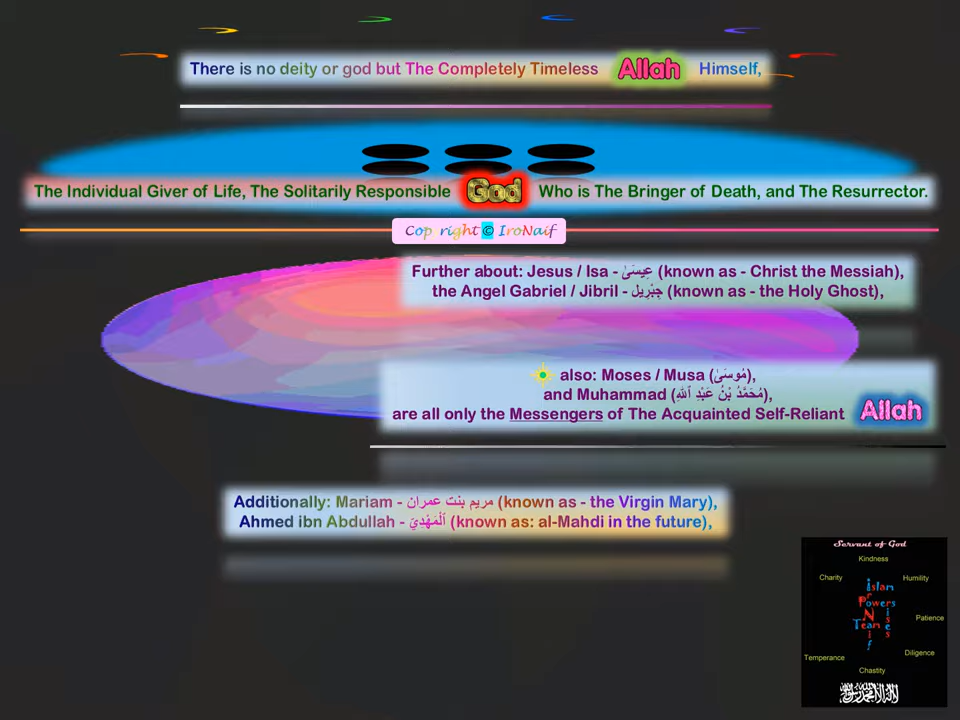 There is no deity or god but The Completely Timeless Allah Himself,
The Individual Giver of Life, The Solitarily Responsible God Who is The Bringer of Death, and The Resurrector.
Cop right © IroNaif
Further about: Jesus / Isa - عِيسَىٰ (known as - Christ the Messiah),
the Angel Gabriel / Jibril - جِبْرِيل (known as - the Holy Ghost),
also: Moses / Musa (مُوسَىٰ),
and Muhammad (مُحَمَّدُ بْنُ عَبْدِ ٱللهِ),
are all only the Messengers of The Acquainted Self-Reliant Allah
Additionally: Mariam - مريم بنت عمران (known as - the Virgin Mary),
Ahmed ibn Abdullah - ٱلْمَهْدِيّ (known as: al-Mahdi in the future),
Servant of God
Kindness
Charity
Humility
Islam
Powers
Patience
Team
Diligence
Temperance
Chastity